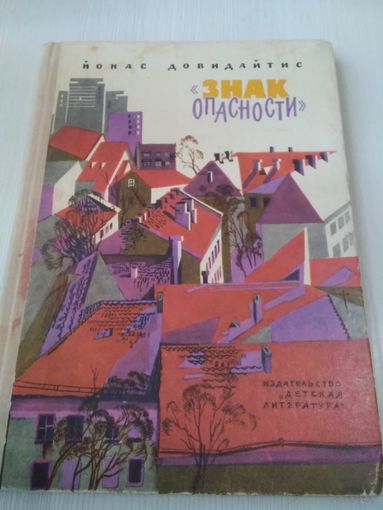 ЙОНАС ДОВИДАЙТИС
«ЗНАК
ОПАСНОСТИ»
ИЗДАТЕЛЬСТВО
„ДЕТСКАЯ
ЛИТЕРАТУРА“